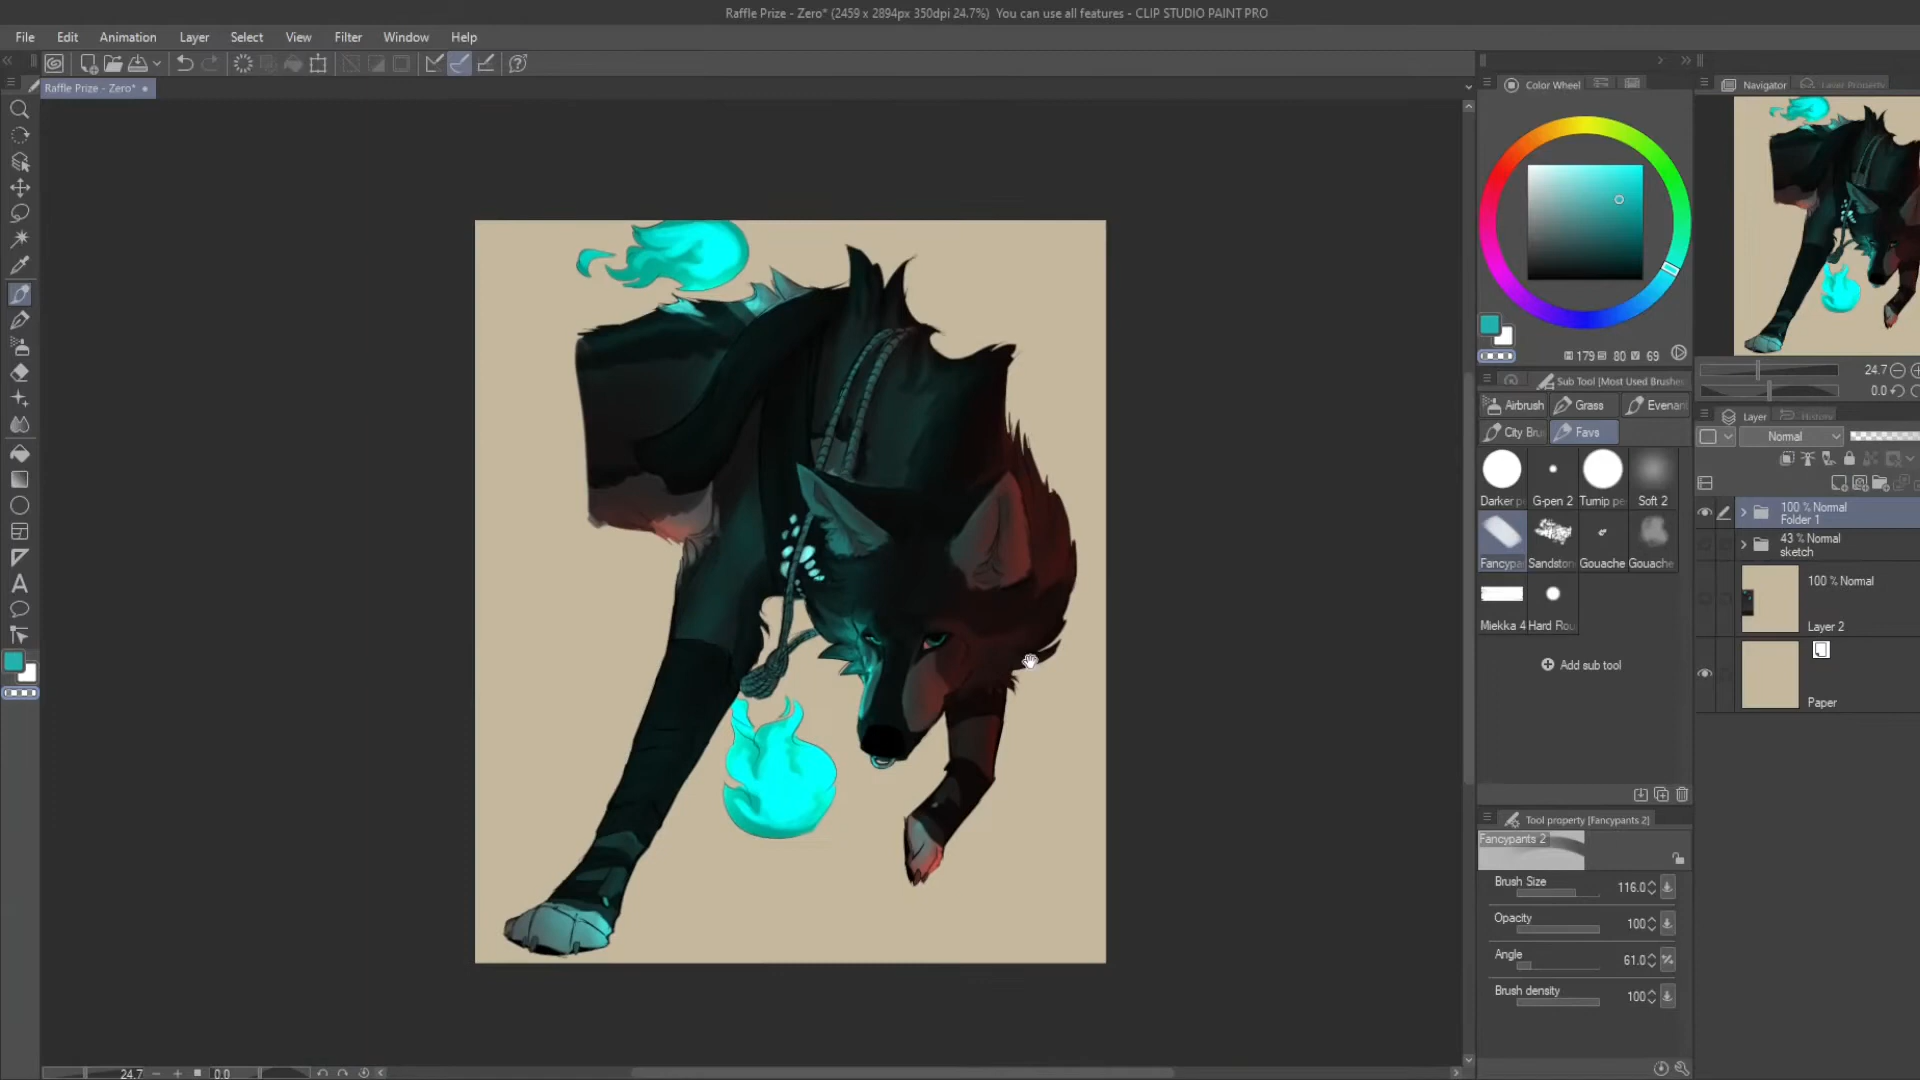 Raffle Prize - Zero* (2459 x 2894px 350dpi 24.7%) You can use all features - CLIP STUDIO PAINT PRO
File Edit Animation Layer Select View Filter Window Help
Raffle Prize - Zero*
Color Wheel
Navigator
Layer Property
179 80 69
24.7
0.0
Sub Tool [Most Used Brushe
Airbrush Grass Evenan
City Bru Favs
Layer
History
Normal
Darker p G-pen 2 Turnip pe Soft 2
Fancypa Sandston Gouache Gouache
Miekka 4 Hard Rou
Add sub tool
100 % Normal
Folder 1
43 % Normal
sketch
100 % Normal
Layer 2
Paper
Tool property [Fancypants 2]
Fancypants 2
Brush Size 116.0
Opacity 100
Angle 61.0
Brush density 100
24.7 0.0